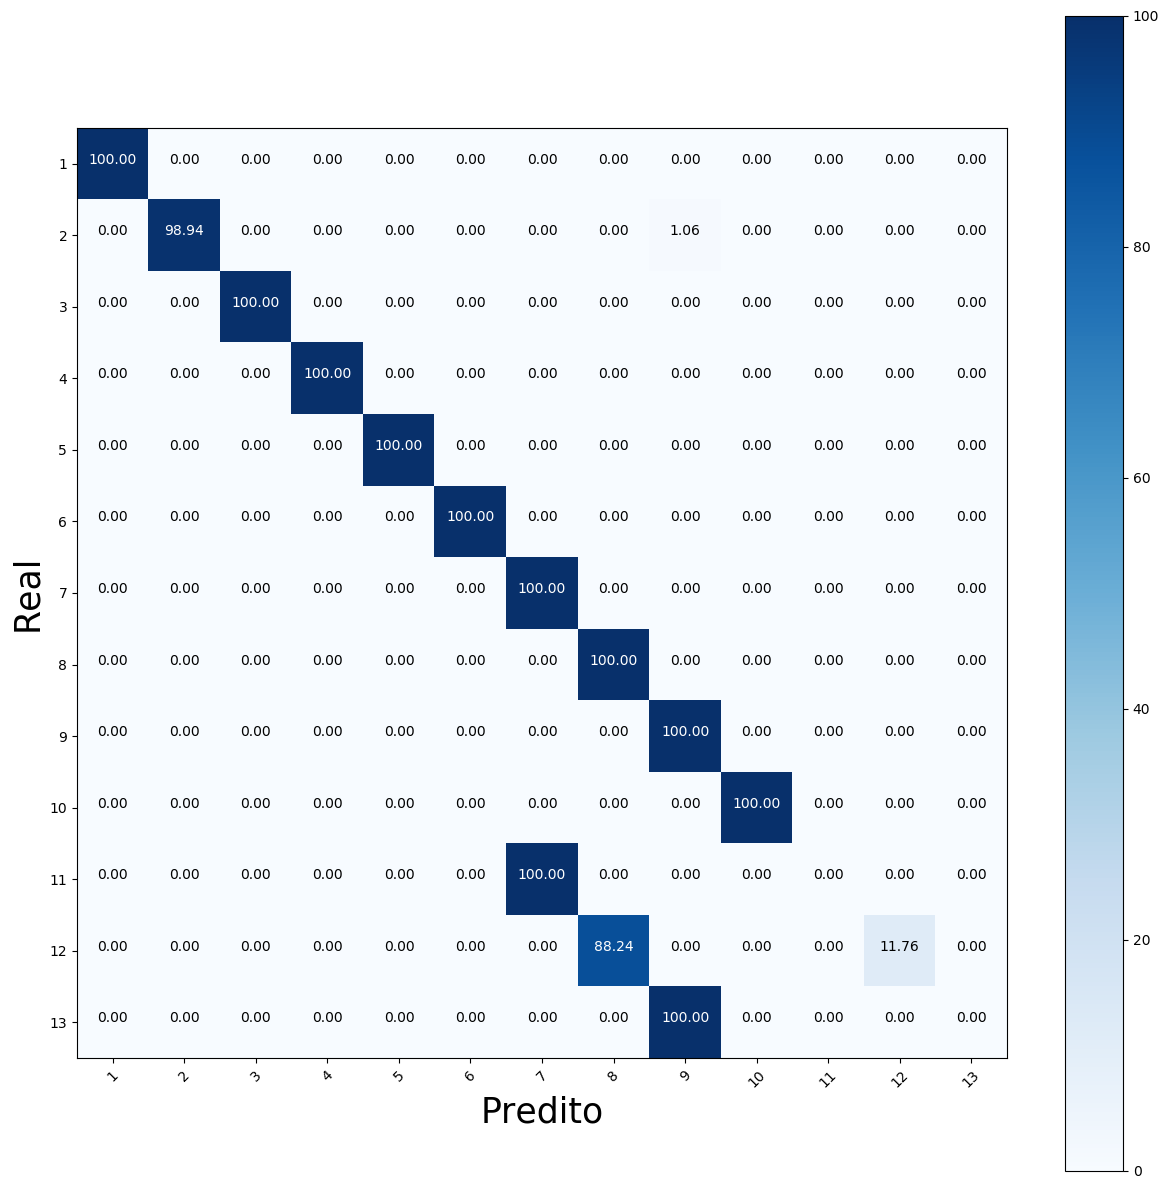 100
80
60
40
20
0
1 100.00 0.00 0.00 0.00 0.00 0.00 0.00 0.00 0.00 0.00 0.00 0.00 0.00
2 0.00 98.94 0.00 0.00 0.00 0.00 0.00 0.00 1.06 0.00 0.00 0.00 0.00
3 0.00 0.00 100.00 0.00 0.00 0.00 0.00 0.00 0.00 0.00 0.00 0.00 0.00
4 0.00 0.00 0.00 100.00 0.00 0.00 0.00 0.00 0.00 0.00 0.00 0.00 0.00
5 0.00 0.00 0.00 0.00 100.00 0.00 0.00 0.00 0.00 0.00 0.00 0.00 0.00
6 0.00 0.00 0.00 0.00 0.00 100.00 0.00 0.00 0.00 0.00 0.00 0.00 0.00
7 0.00 0.00 0.00 0.00 0.00 0.00 100.00 0.00 0.00 0.00 0.00 0.00 0.00
8 0.00 0.00 0.00 0.00 0.00 0.00 0.00 100.00 0.00 0.00 0.00 0.00 0.00
9 0.00 0.00 0.00 0.00 0.00 0.00 0.00 0.00 100.00 0.00 0.00 0.00 0.00
10 0.00 0.00 0.00 0.00 0.00 0.00 0.00 0.00 0.00 100.00 0.00 0.00 0.00
11 0.00 0.00 0.00 0.00 0.00 0.00 100.00 0.00 0.00 0.00 0.00 0.00 0.00
12 0.00 0.00 0.00 0.00 0.00 0.00 0.00 88.24 0.00 0.00 0.00 11.76 0.00
13 0.00 0.00 0.00 0.00 0.00 0.00 0.00 0.00 100.00 0.00 0.00 0.00 0.00
1 2 3 4 5 6 7 8 9 10 11 12 13
Real
Predito